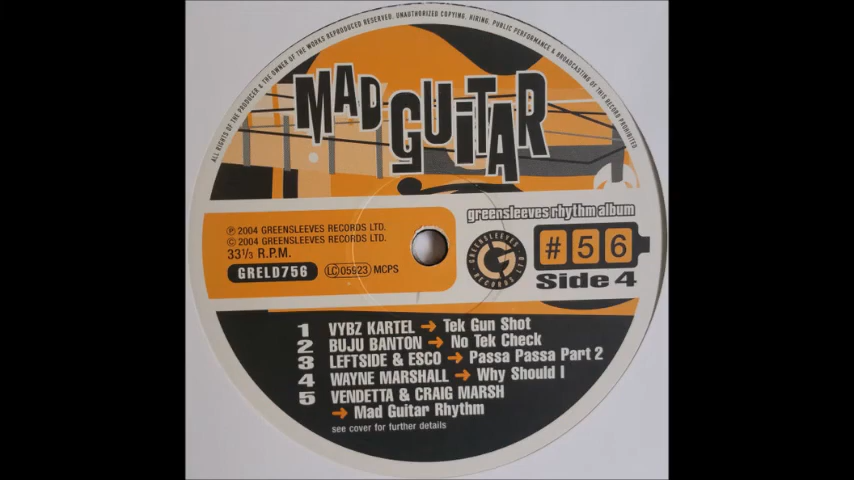 ALL RIGHTS OF THE PRODUCER & THE OWNER OF THE WORKS REPRODUCED RESERVED. UNAUTHORIZED COPYING, HIRING, PUBLIC PERFORMANCE & BROADCASTING OF THIS RECORD PROHIBITED
MAD GUITAR
greensleeves rhythm album
℗ 2004 GREENSLEEVES RECORDS LTD.
© 2004 GREENSLEEVES RECORDS LTD.
33⅓ R.P.M.
GRELD756 LC 05923 MCPS
GREENSLEEVES RECORDS LTD
G
#56
Side 4
1 VYBZ KARTEL → Tek Gun Shot
2 BUJU BANTON → No Tek Check
3 LEFTSIDE & ESCO → Passa Passa Part 2
4 WAYNE MARSHALL → Why Should I
5 VENDETTA & CRAIG MARSH
→ Mad Guitar Rhythm
see cover for further details